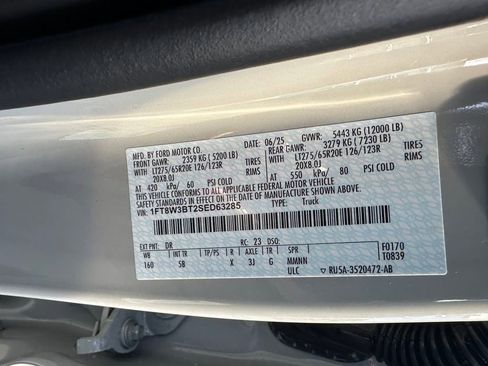 MFD. BY FORD MOTOR CO.
DATE: 06/25 GVWR: 5443 KG (12000 LB)
FRONT GAWR: 2359 KG (5200 LB) REAR GAWR: 3279 KG (7230 LB)
LT275/65R20E 126/123R TIRES LT275/65R20E 126/123R TIRES
20X8.0J RIMS 20X8.0J RIMS
AT 420 kPa/ 60 PSI COLD AT 550 kPa/ 80 PSI COLD
THIS VEHICLE CONFORMS TO ALL APPLICABLE FEDERAL MOTOR VEHICLE
SAFETY STANDARDS IN EFFECT ON THE DATE OF MANUFACTURE SHOWN ABOVE.
VIN: 1FT8W3BT2SED63285 TYPE: Truck
EXT PNT: DR RC: 23 DSO: F0170
WB INT TR TP/PS R AXLE TR SPR T0839
160 SB X 3J G MMNN
ULC RU5A-3520472-AB